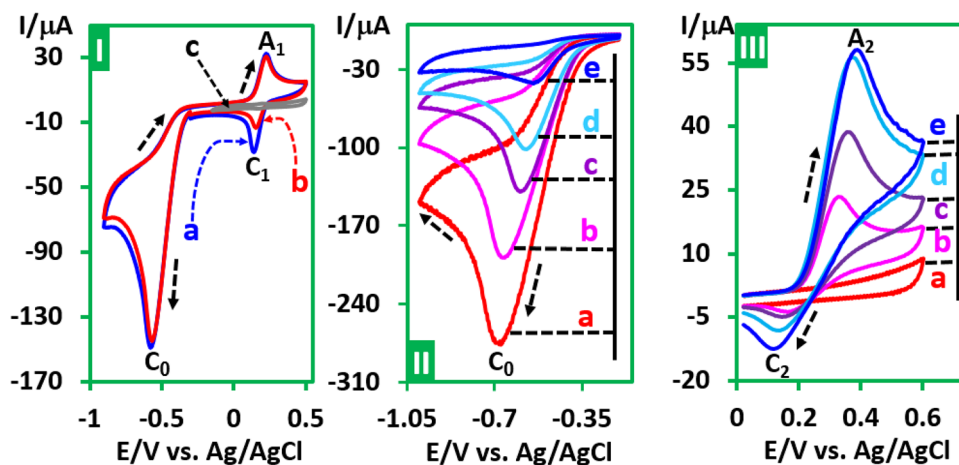 I/µA
I
30
-10
-50
-90
-130
-170
-1
-0.5
0
0.5
E/V vs. Ag/AgCl
c
A1
C1
a
b
C0
I/µA
II
-30
-100
-170
-240
-310
-1.05
-0.7
-0.35
E/V vs. Ag/AgCl
e
d
c
b
a
C0
I/µA
III
55
40
25
10
-5
-20
0
0.2
0.4
0.6
E/V vs. Ag/AgCl
A2
e
d
c
b
a
C2